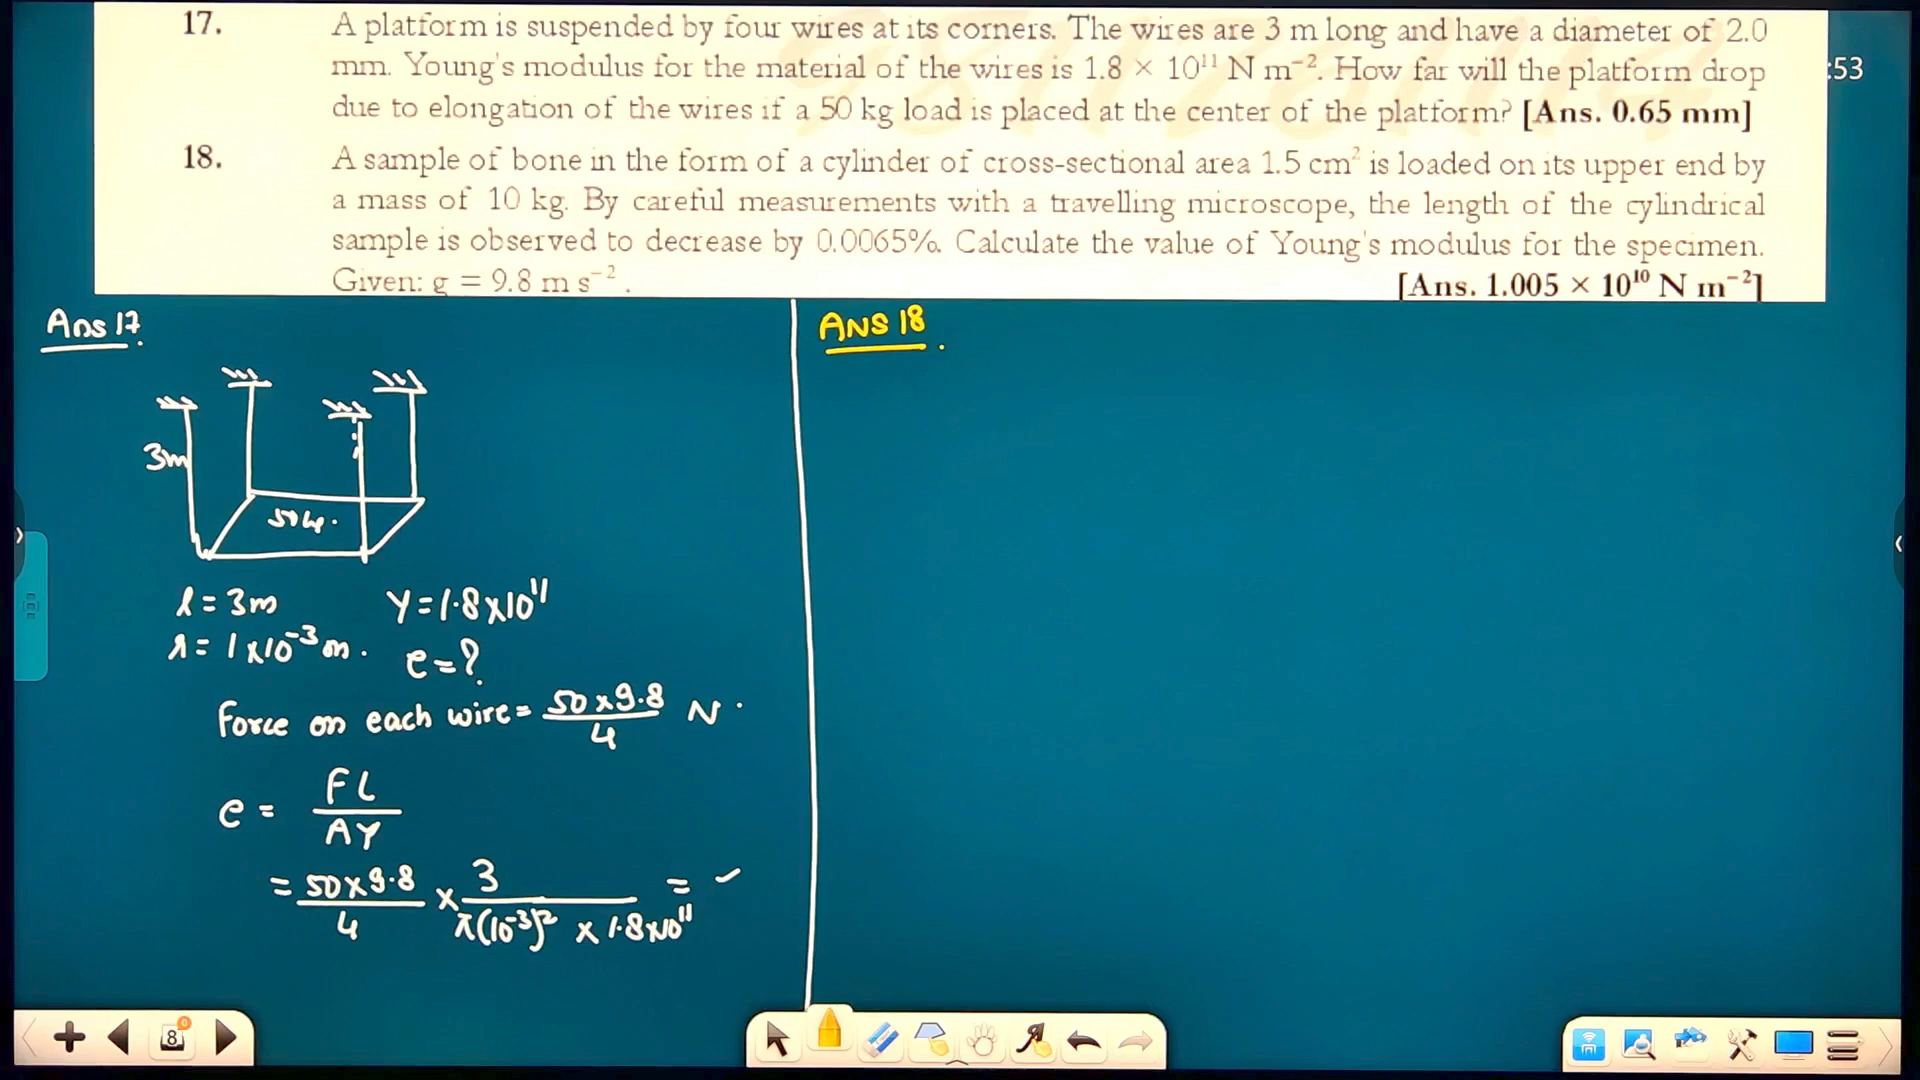 17. A platform is suspended by four wires at its corners. The wires are 3 m long and have a diameter of 2.0
mm. Young's modulus for the material of the wires is 1.8 × 10¹¹ N m⁻². How far will the platform drop
due to elongation of the wires if a 50 kg load is placed at the center of the platform? [Ans. 0.65 mm]
:53
18. A sample of bone in the form of a cylinder of cross-sectional area 1.5 cm² is loaded on its upper end by
a mass of 10 kg. By careful measurements with a travelling microscope, the length of the cylindrical
sample is observed to decrease by 0.0065%. Calculate the value of Young's modulus for the specimen.
Given: g = 9.8 m s⁻². [Ans. 1.005 × 10¹⁰ N m⁻²]
Ans 17.
3m
50kg.
l = 3m Y = 1.8×10¹¹
r = 1×10⁻³ m. e = ?
Force on each wire = 50×9.8/4 N.
e = FL/AY
= 50×9.8/4 × 3/π(10⁻³)² × 1.8×10¹¹ = ✓
ANS 18.
8
0